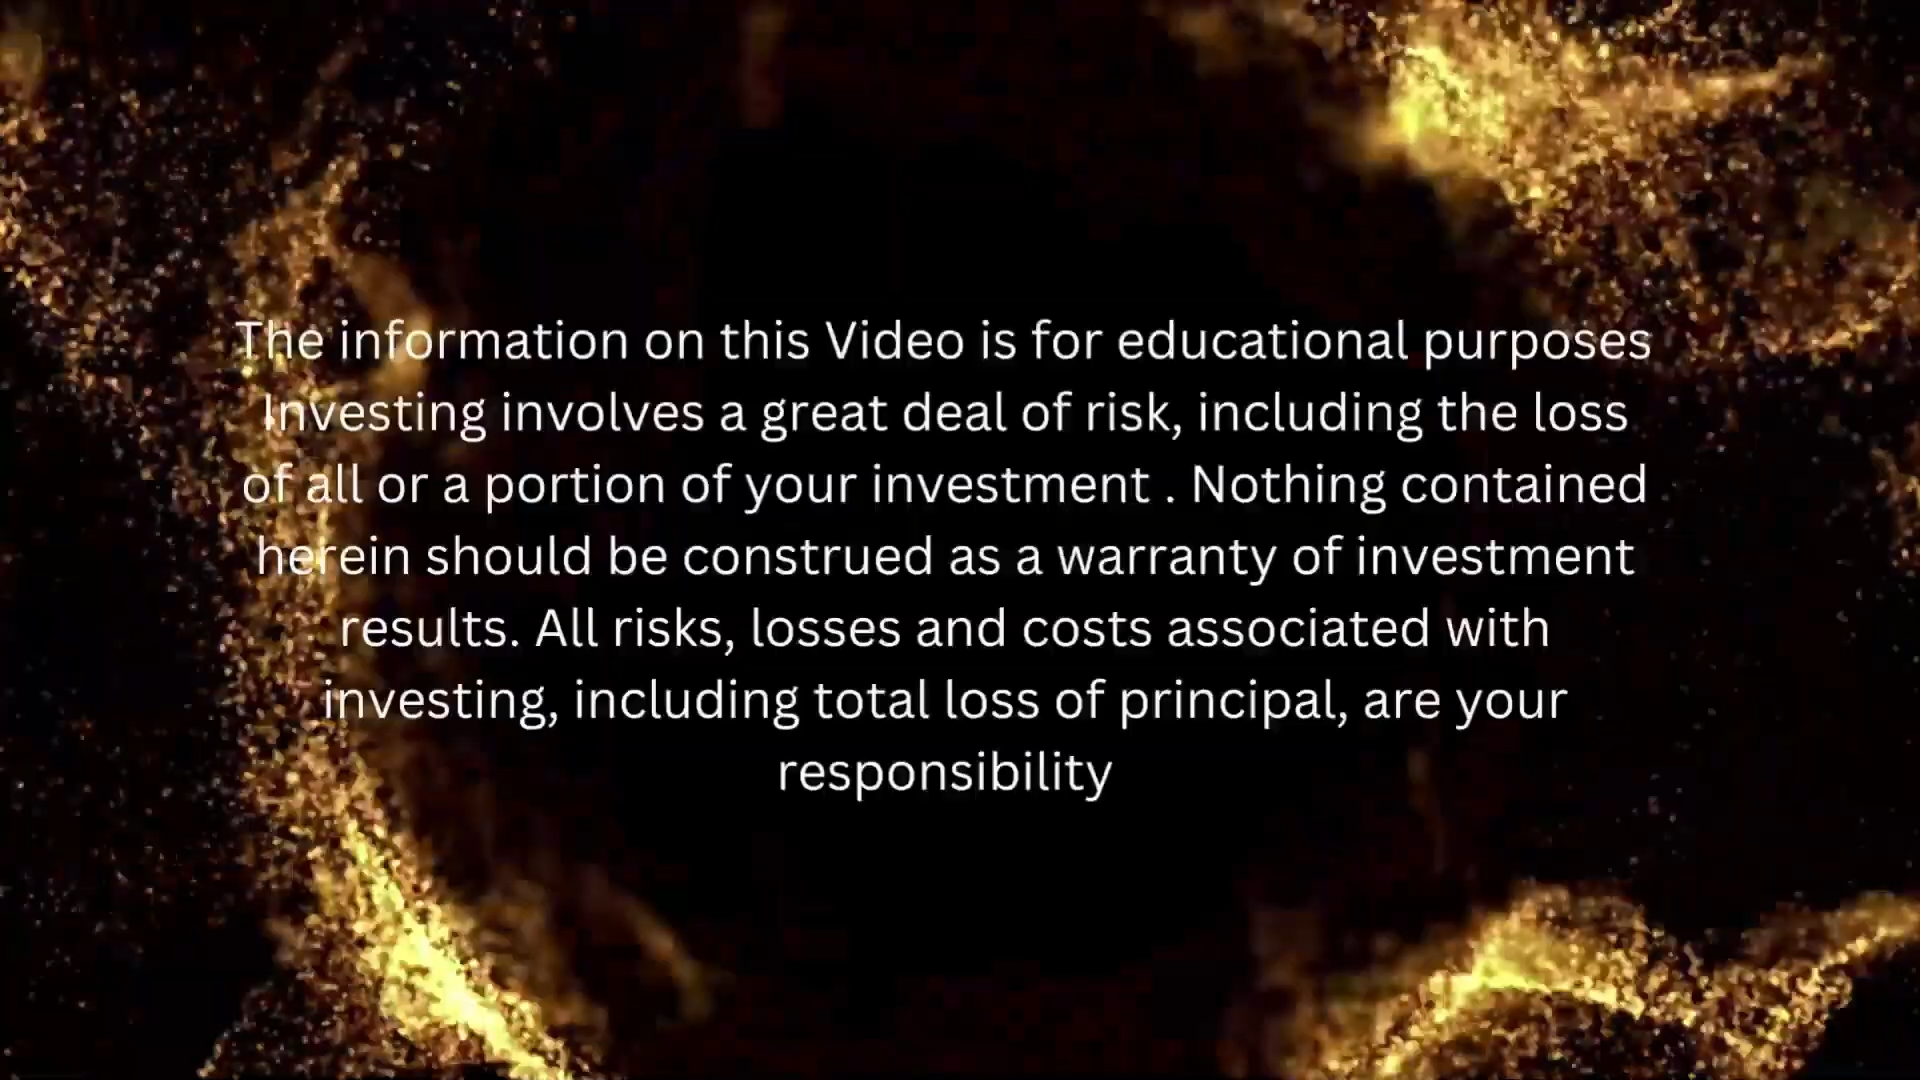 The information on this Video is for educational purposes
Investing involves a great deal of risk, including the loss
of all or a portion of your investment . Nothing contained
herein should be construed as a warranty of investment
results. All risks, losses and costs associated with
investing, including total loss of principal, are your
responsibility